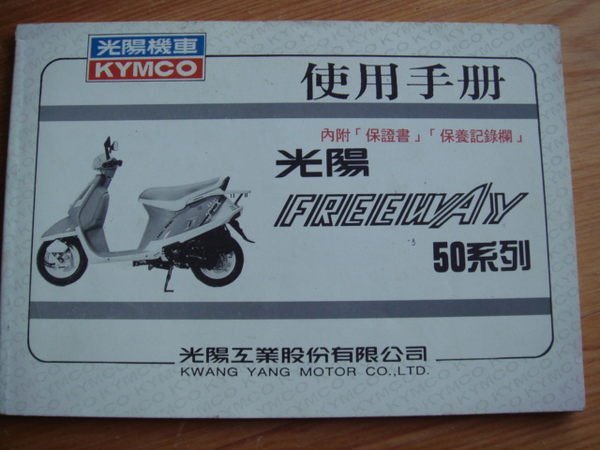 光陽機車
KYMCO
使用手册
內附「保證書」「保養記錄欄」
光陽
FREEWAY
50系列
光陽工業股份有限公司
KWANG YANG MOTOR CO.,LTD.